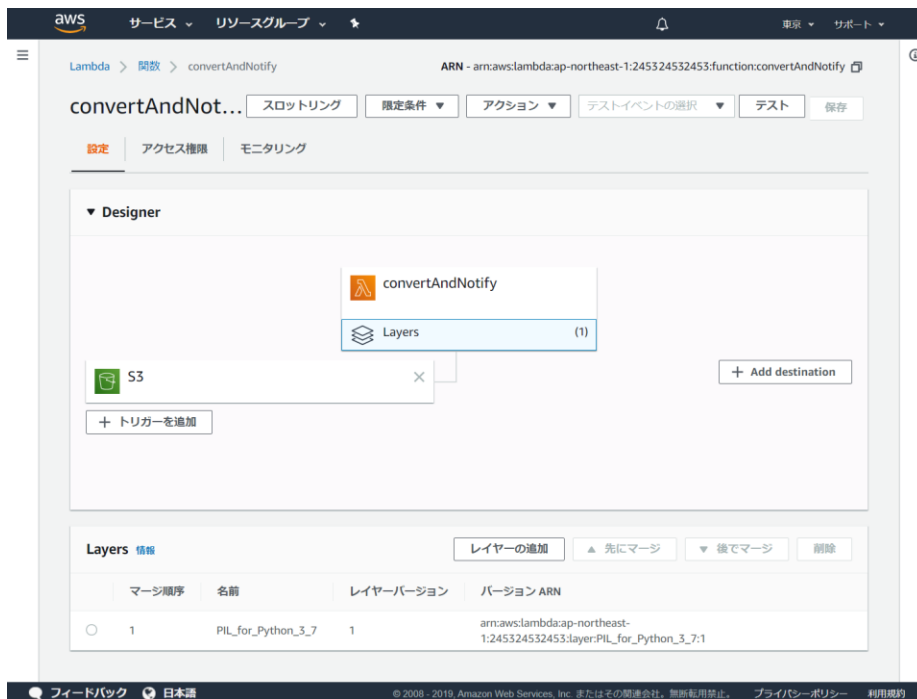 aws サービス リソースグループ 東京 サポート
Lambda > 関数 > convertAndNotify ARN - arn:aws:lambda:ap-northeast-1:245324532453:function:convertAndNotify
convertAndNot... スロットリング 限定条件 アクション テストイベントの選択 テスト 保存
設定 アクセス権限 モニタリング
Designer
convertAndNotify
Layers (1)
S3
+ Add destination
+ トリガーを追加
Layers 情報 レイヤーの追加 先にマージ 後でマージ 削除
マージ順序 名前 レイヤーバージョン バージョン ARN
1 PIL_for_Python_3_7 1 arn:aws:lambda:ap-northeast-
1:245324532453:layer:PIL_for_Python_3_7:1
フィードバック 日本語 © 2008 - 2019, Amazon Web Services, Inc. またはその関連会社。無断転用禁止。 プライバシーポリシー 利用規約